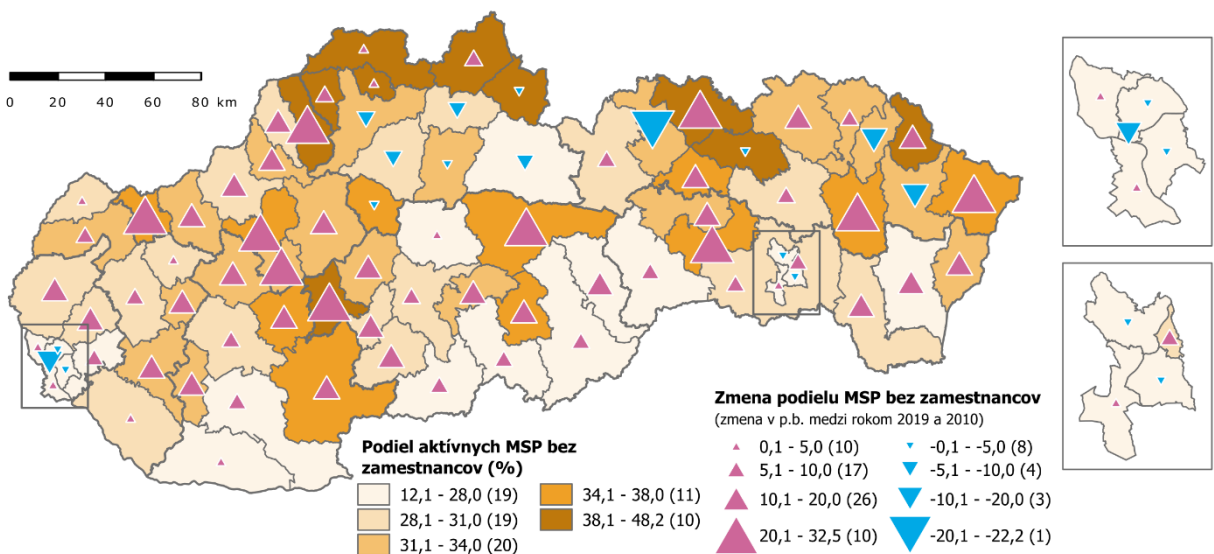 0 20 40 60 80 km
Zmena podielu MSP bez zamestnancov
(zmena v p.b. medzi rokom 2019 a 2010)
0,1 - 5,0 (10)
5,1 - 10,0 (17)
10,1 - 20,0 (26)
20,1 - 32,5 (10)
-0,1 - -5,0 (8)
-5,1 - -10,0 (4)
-10,1 - -20,0 (3)
-20,1 - -22,2 (1)
Podiel aktívnych MSP bez
zamestnancov (%)
12,1 - 28,0 (19)
28,1 - 31,0 (19)
31,1 - 34,0 (20)
34,1 - 38,0 (11)
38,1 - 48,2 (10)